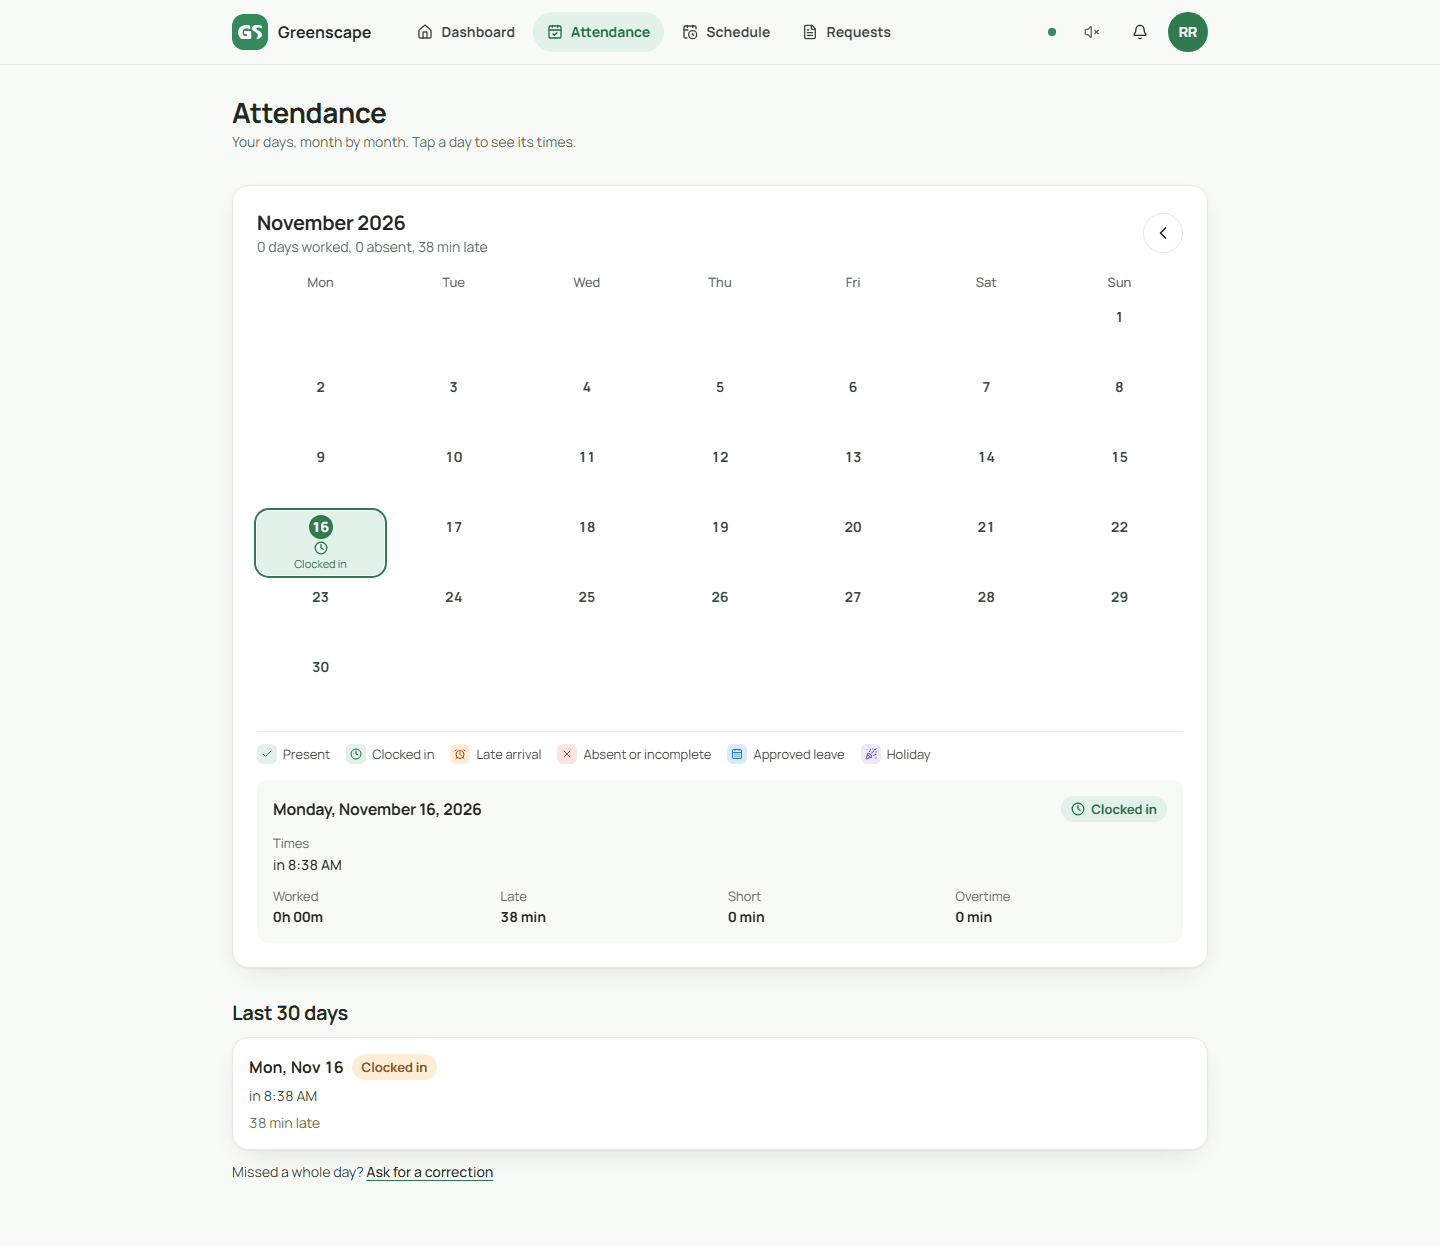 GS Greenscape Dashboard Attendance Schedule Requests RR
Attendance
Your days, month by month. Tap a day to see its times.
November 2026
0 days worked, 0 absent, 38 min late
Mon Tue Wed Thu Fri Sat Sun
1
2 3 4 5 6 7 8
9 10 11 12 13 14 15
16 17 18 19 20 21 22
Clocked in
23 24 25 26 27 28 29
30
Present Clocked in Late arrival Absent or incomplete Approved leave Holiday
Monday, November 16, 2026 Clocked in
Times
in 8:38 AM
Worked Late Short Overtime
0h 00m 38 min 0 min 0 min
Last 30 days
Mon, Nov 16 Clocked in
in 8:38 AM
38 min late
Missed a whole day? Ask for a correction